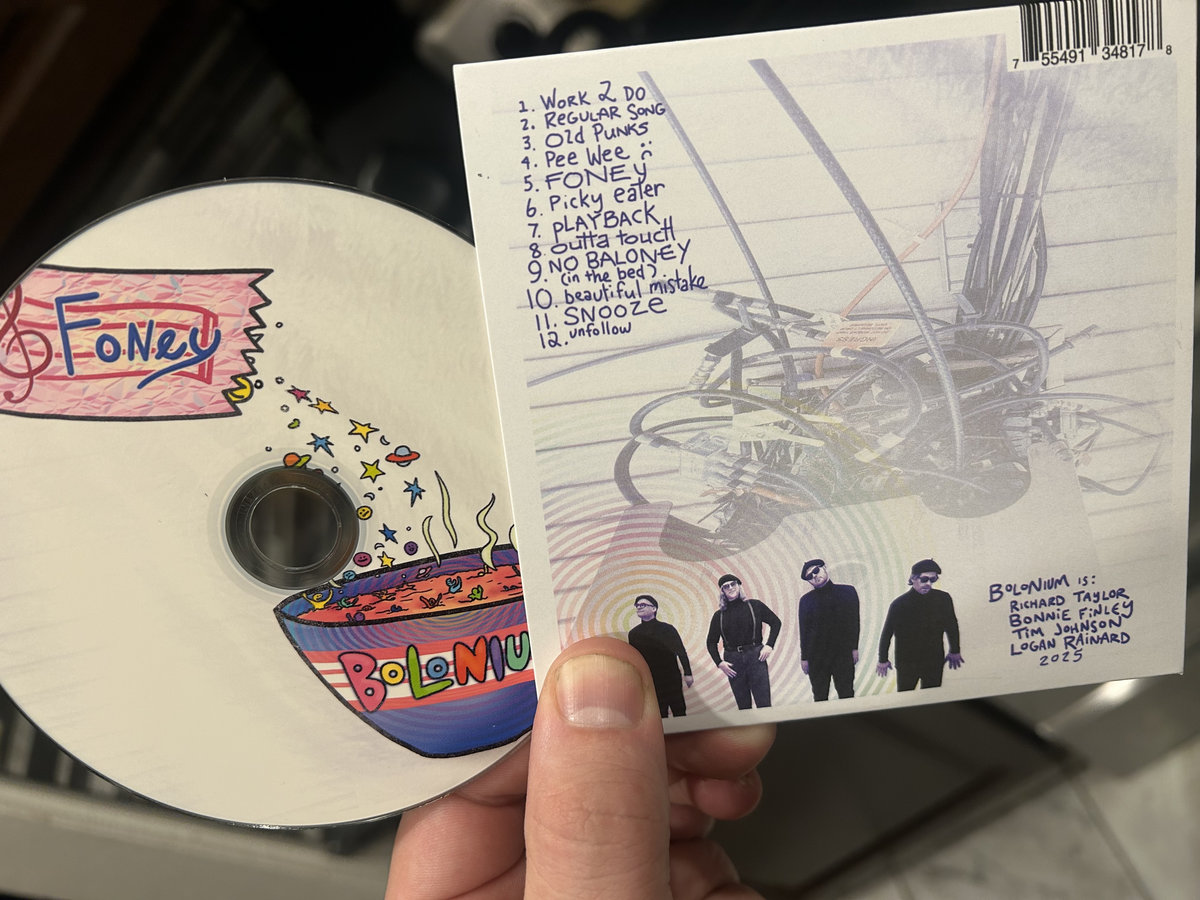 1. WORK 2 DO
2. REGULAR SONG
3. Old PUNKS
4. Pee Wee :(
5. FONEY
6. Picky eater
7. pLAYBACK
8. outta touch
9. NO BALONEY
(in the bed?)
10. beautiful mistake
11. SNOOZE
12. unfollow
7 55491 34817 8
FoNey
BOLONIU
BOLONIUM is:
RICHARD TAYLOR
BONNIE FiNLEY
TIM JOHNSON
LOGAN RAiNARD
2025